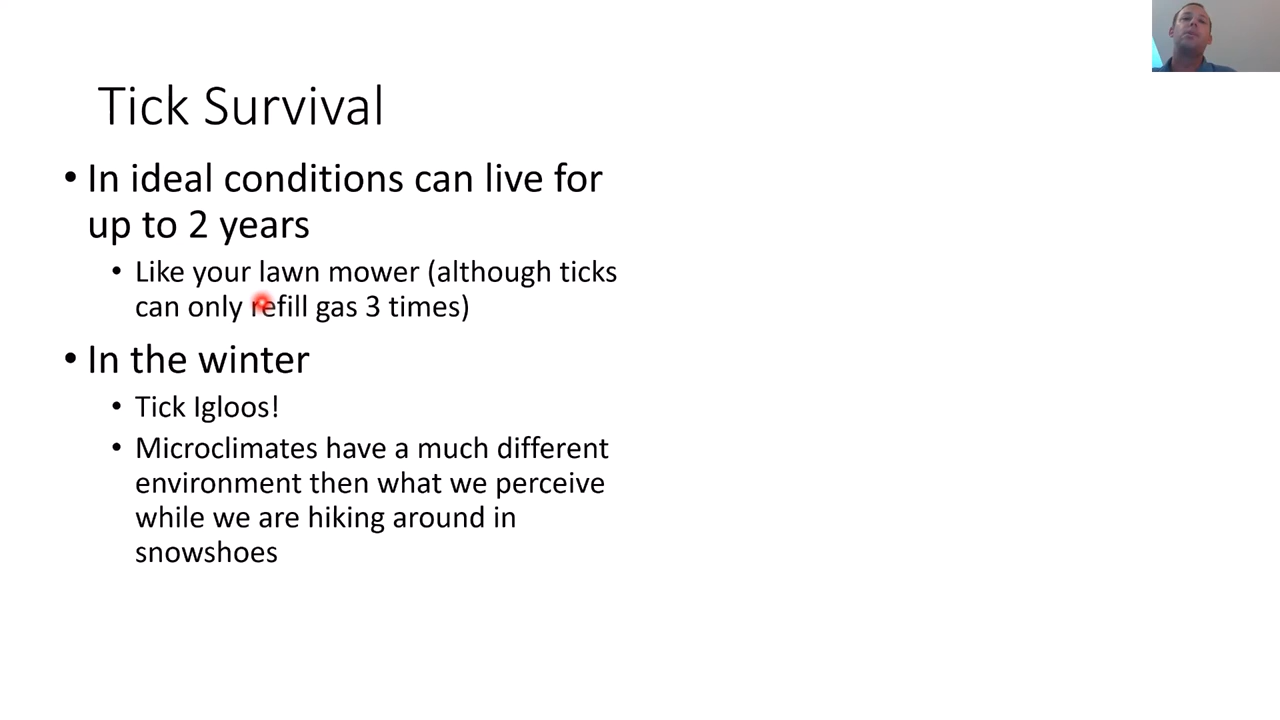 Tick Survival
• In ideal conditions can live for
up to 2 years
• Like your lawn mower (although ticks
can only refill gas 3 times)
• In the winter
• Tick Igloos!
• Microclimates have a much different
environment then what we perceive
while we are hiking around in
snowshoes